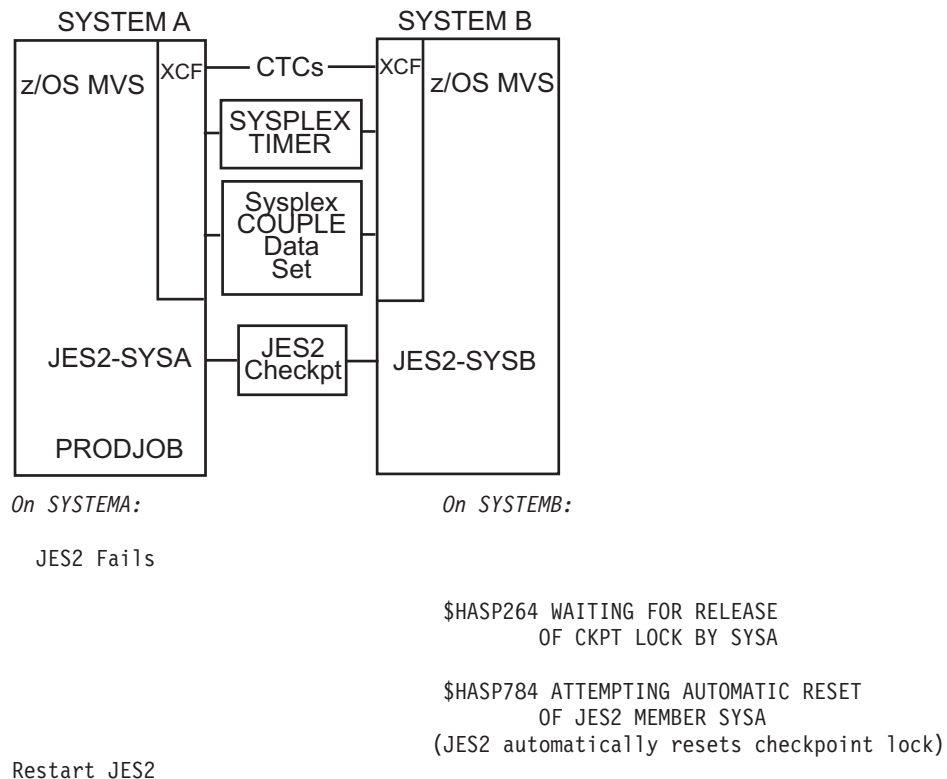 SYSTEM A
SYSTEM B
z/OS MVS
XCF
CTCs
XCF
z/OS MVS
SYSPLEX
TIMER
Sysplex
COUPLE
Data
Set
JES2-SYSA
JES2
Checkpt
JES2-SYSB
PRODJOB
On SYSTEMA:
On SYSTEMB:
JES2 Fails
$HASP264 WAITING FOR RELEASE
OF CKPT LOCK BY SYSA
$HASP784 ATTEMPTING AUTOMATIC RESET
OF JES2 MEMBER SYSA
(JES2 automatically resets checkpoint lock)
Restart JES2